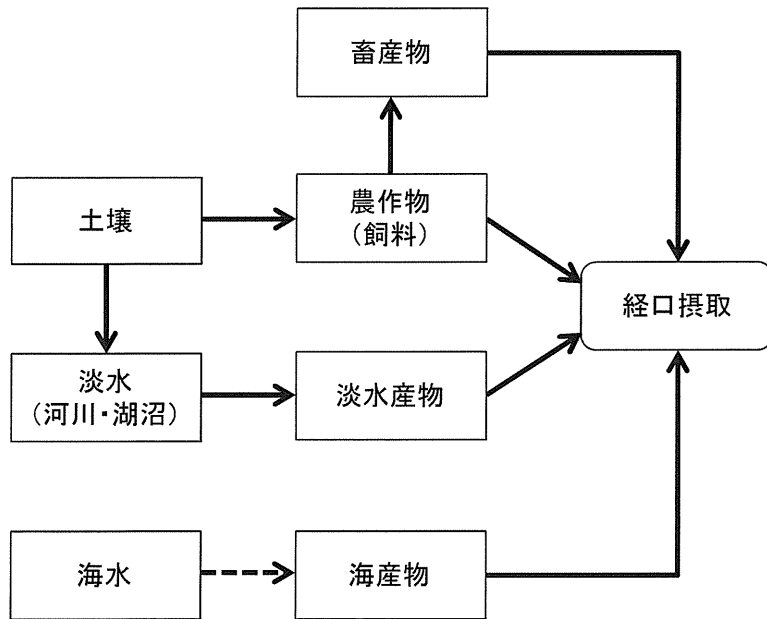 畜産物
土壌
農作物
(飼料)
経口摂取
淡水
(河川・湖沼)
淡水産物
海水
海産物